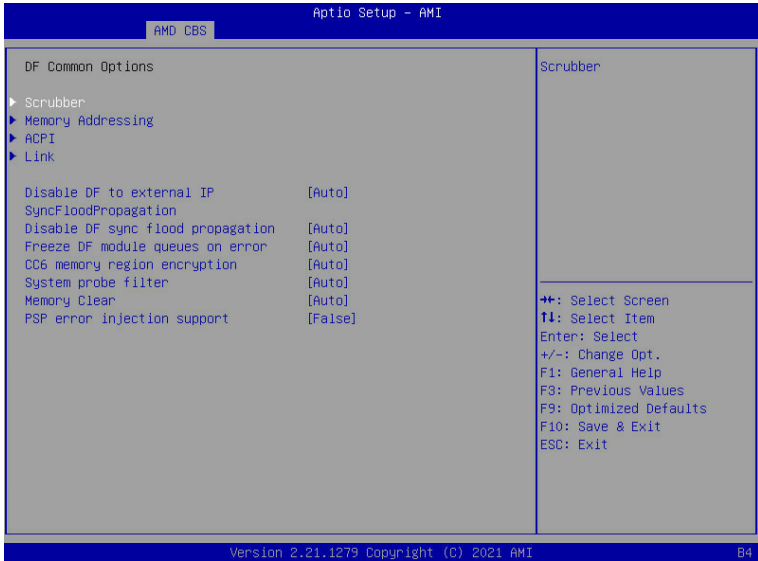 Aptio Setup - AMI
AMD CBS
DF Common Options
Scrubber
Memory Addressing
ACPI
Link
Disable DF to external IP [Auto]
SyncFloodPropagation
Disable DF sync flood propagation [Auto]
Freeze DF module queues on error [Auto]
CC6 memory region encryption [Auto]
System probe filter [Auto]
Memory Clear [Auto]
PSP error injection support [False]
Scrubber
→←: Select Screen
↑↓: Select Item
Enter: Select
+/-: Change Opt.
F1: General Help
F3: Previous Values
F9: Optimized Defaults
F10: Save & Exit
ESC: Exit
Version 2.21.1279 Copyright (C) 2021 AMI
B4